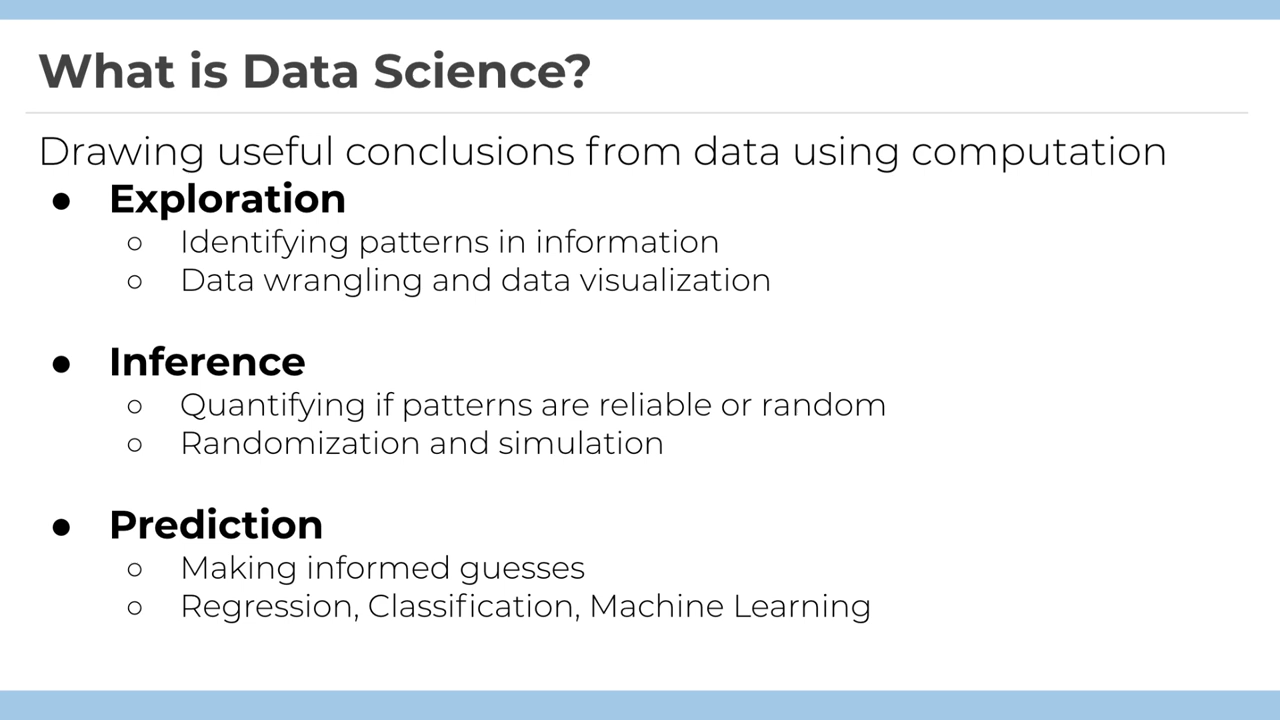 What is Data Science?
Drawing useful conclusions from data using computation
● Exploration
○ Identifying patterns in information
○ Data wrangling and data visualization
● Inference
○ Quantifying if patterns are reliable or random
○ Randomization and simulation
● Prediction
○ Making informed guesses
○ Regression, Classification, Machine Learning